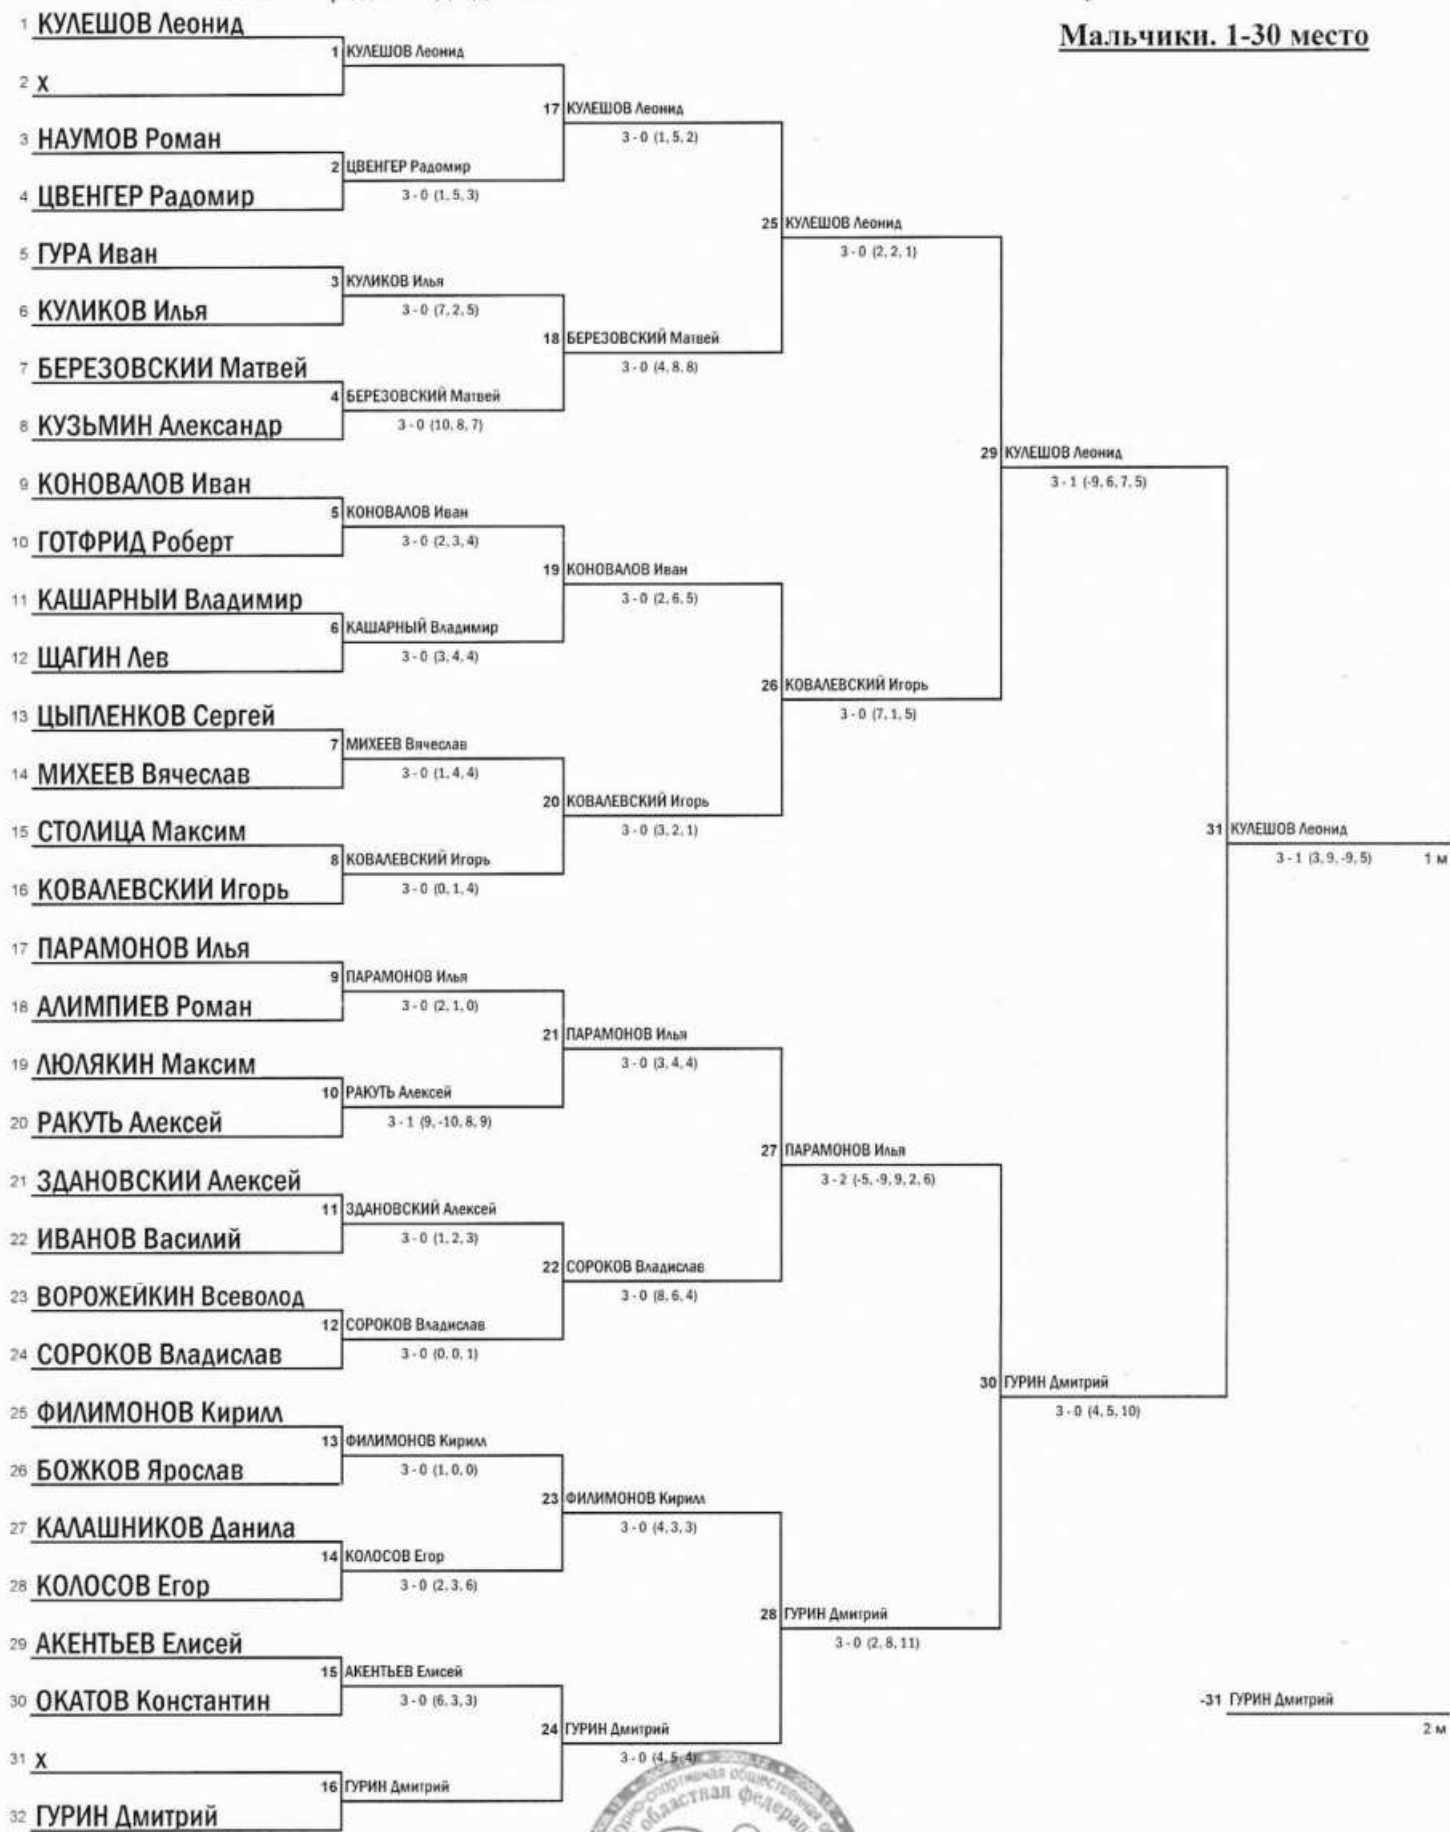 Мальчики. 1-30 место
1 КУЛЕШОВ Леонид
1 КУЛЕШОВ Леонид
2 X
17 КУЛЕШОВ Леонид
3 - 0 (1, 5, 2)
3 НАУМОВ Роман
2 ЦВЕНГЕР Радомир
3 - 0 (1, 5, 3)
4 ЦВЕНГЕР Радомир
25 КУЛЕШОВ Леонид
3 - 0 (2, 2, 1)
5 ГУРА Иван
3 КУЛИКОВ Илья
3 - 0 (7, 2, 5)
6 КУЛИКОВ Илья
18 БЕРЕЗОВСКИЙ Матвей
3 - 0 (4, 8, 8)
7 БЕРЕЗОВСКИЙ Матвей
4 БЕРЕЗОВСКИЙ Матвей
3 - 0 (10, 8, 7)
8 КУЗЬМИН Александр
29 КУЛЕШОВ Леонид
3 - 1 (-9, 6, 7, 5)
9 КОНОВАЛОВ Иван
5 КОНОВАЛОВ Иван
3 - 0 (2, 3, 4)
10 ГОТФРИД Роберт
19 КОНОВАЛОВ Иван
3 - 0 (2, 6, 5)
11 КАШАРНЫЙ Владимир
6 КАШАРНЫЙ Владимир
3 - 0 (3, 4, 4)
12 ЩАГИН Лев
26 КОВАЛЕВСКИЙ Игорь
3 - 0 (7, 1, 5)
13 ЦЫПЛЕНКОВ Сергей
7 МИХЕЕВ Вячеслав
3 - 0 (1, 4, 4)
14 МИХЕЕВ Вячеслав
20 КОВАЛЕВСКИЙ Игорь
3 - 0 (3, 2, 1)
15 СТОЛИЦА Максим
8 КОВАЛЕВСКИЙ Игорь
3 - 0 (0, 1, 4)
16 КОВАЛЕВСКИЙ Игорь
31 КУЛЕШОВ Леонид
3 - 1 (3, 9, -9, 5) 1 м
17 ПАРАМОНОВ Илья
9 ПАРАМОНОВ Илья
3 - 0 (2, 1, 0)
18 АЛИМПИЕВ Роман
21 ПАРАМОНОВ Илья
3 - 0 (3, 4, 4)
19 ЛЮЛЯКИН Максим
10 РАКУТЬ Алексей
3 - 1 (9, -10, 8, 9)
20 РАКУТЬ Алексей
27 ПАРАМОНОВ Илья
3 - 2 (-5, -9, 9, 2, 6)
21 ЗДАНОВСКИЙ Алексей
11 ЗДАНОВСКИЙ Алексей
3 - 0 (1, 2, 3)
22 ИВАНОВ Василий
22 СОРОКОВ Владислав
3 - 0 (8, 6, 4)
23 ВОРОЖЕЙКИН Всеволод
12 СОРОКОВ Владислав
3 - 0 (0, 0, 1)
24 СОРОКОВ Владислав
30 ГУРИН Дмитрий
3 - 0 (4, 5, 10)
25 ФИЛИМОНОВ Кирилл
13 ФИЛИМОНОВ Кирилл
3 - 0 (1, 0, 0)
26 БОЖКОВ Ярослав
23 ФИЛИМОНОВ Кирилл
3 - 0 (4, 3, 3)
27 КАЛАШНИКОВ Данила
14 КОЛОСОВ Егор
3 - 0 (2, 3, 6)
28 КОЛОСОВ Егор
28 ГУРИН Дмитрий
3 - 0 (2, 8, 11)
29 АКЕНТЬЕВ Елисей
15 АКЕНТЬЕВ Елисей
3 - 0 (6, 3, 3)
30 ОКАТОВ Константин
-31 ГУРИН Дмитрий
2 м
24 ГУРИН Дмитрий
3 - 0 (4, 5, 4)
31 X
16 ГУРИН Дмитрий
32 ГУРИН Дмитрий